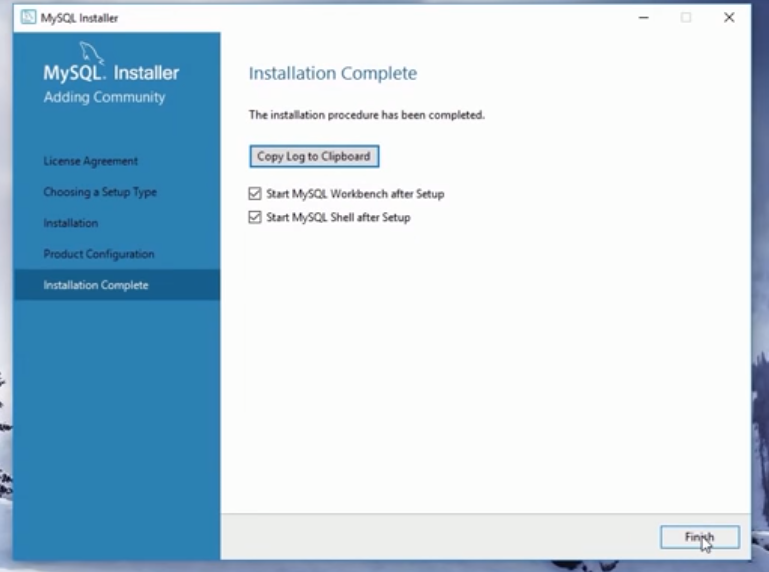 MySQL Installer
MySQL. Installer
Adding Community
License Agreement
Choosing a Setup Type
Installation
Product Configuration
Installation Complete
Installation Complete
The installation procedure has been completed.
Copy Log to Clipboard
Start MySQL Workbench after Setup
Start MySQL Shell after Setup
Finish